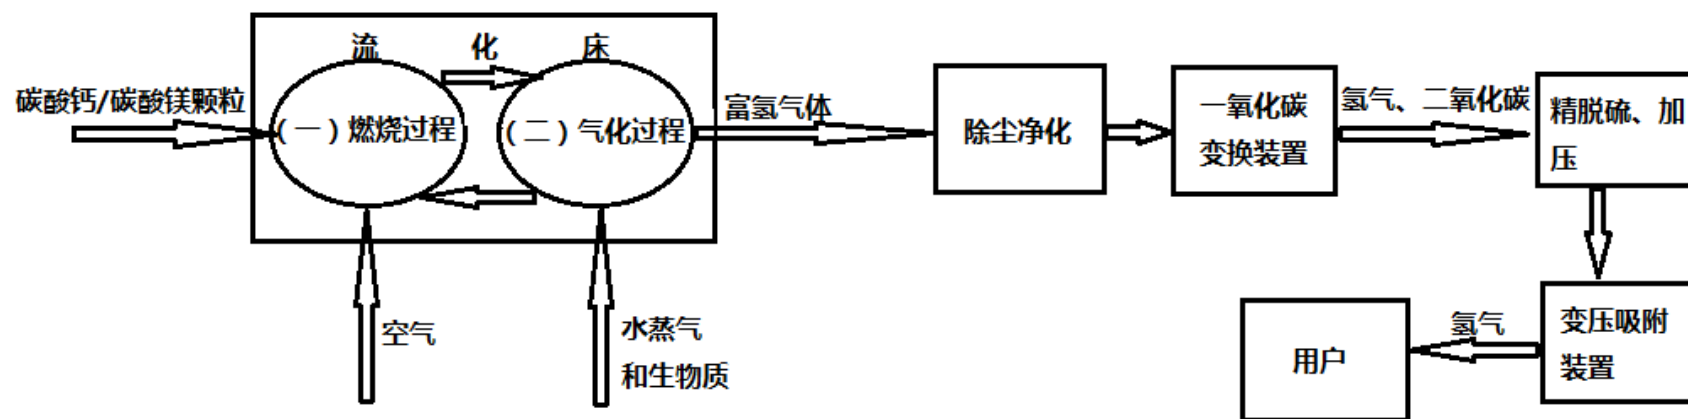 流 化 床
碳酸钙/碳酸镁颗粒
（一）燃烧过程
（二）气化过程
空气
水蒸气
和生物质
富氢气体
除尘净化
一氧化碳
变换装置
氢气、二氧化碳
精脱硫、加
压
变压吸附
装置
氢气
用户